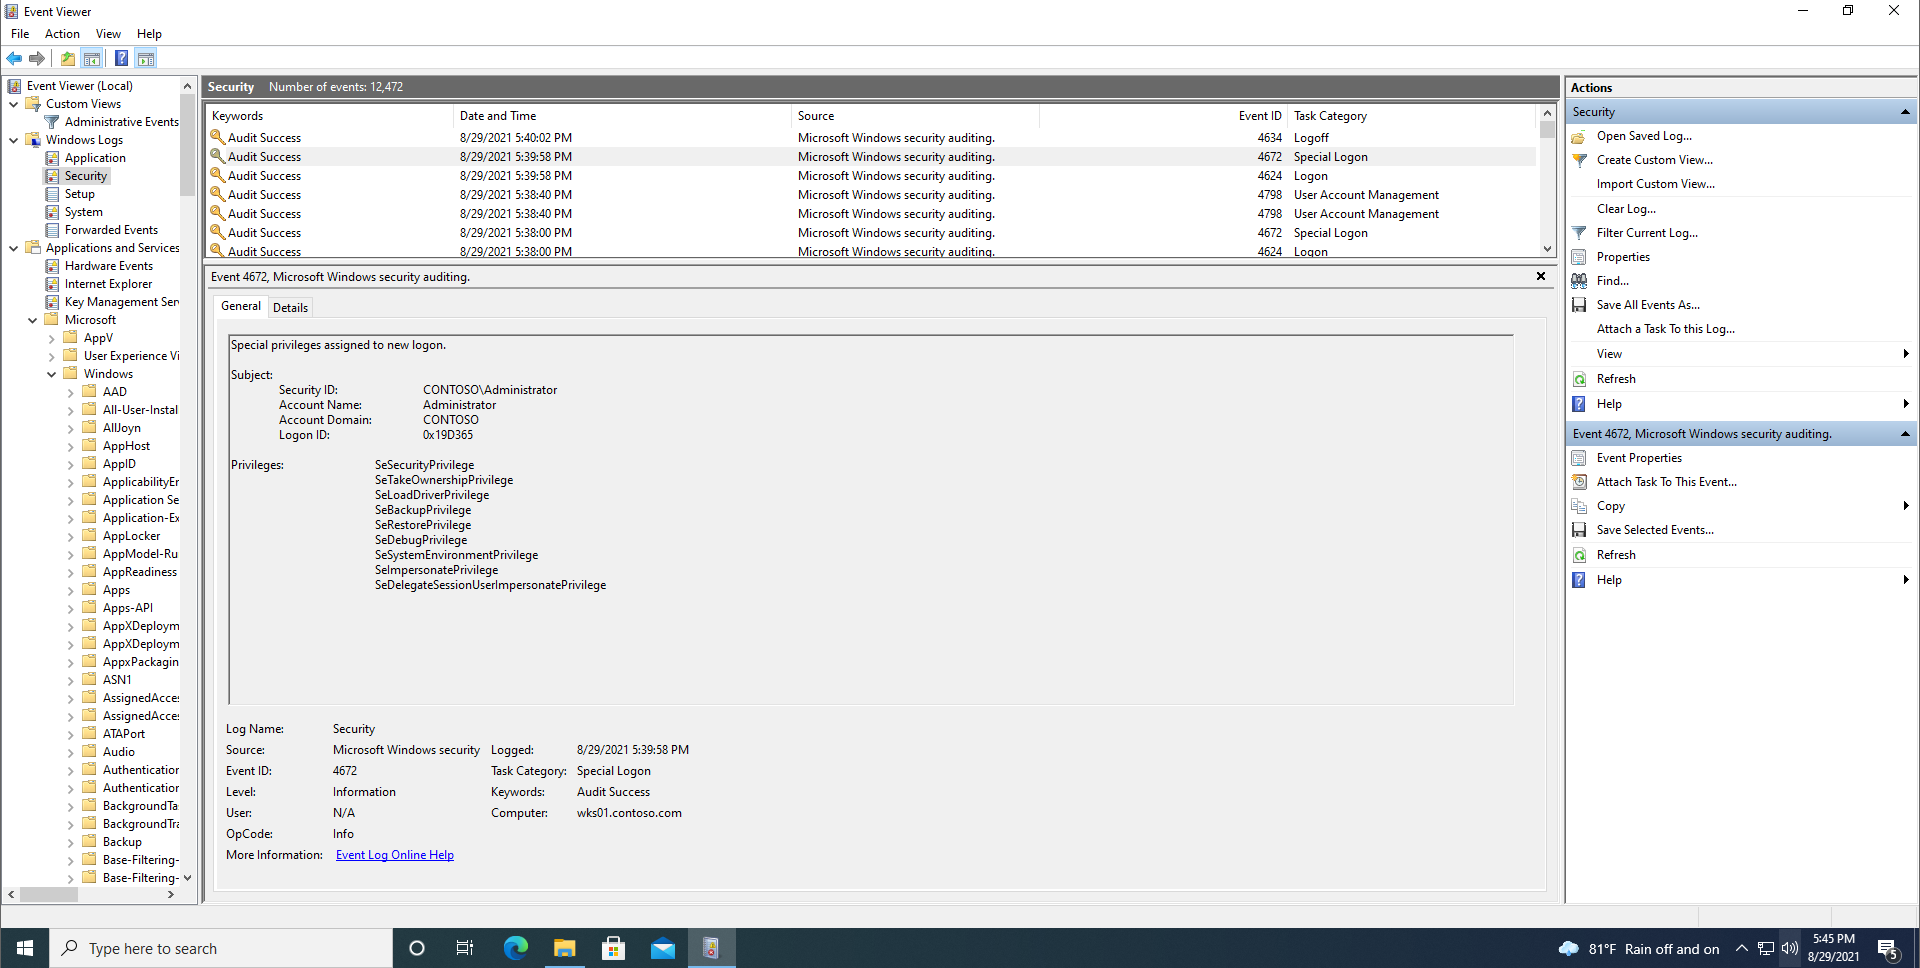 Event Viewer
File Action View Help
Event Viewer (Local)
Custom Views
Administrative Events
Windows Logs
Application
Security
Setup
System
Forwarded Events
Applications and Services
Hardware Events
Internet Explorer
Key Management Serv
Microsoft
AppV
User Experience Vi
Windows
AAD
All-User-Instal
AllJoyn
AppHost
AppID
ApplicabilityEn
Application Se
Application-Ex
AppLocker
AppModel-Ru
AppReadiness
Apps
Apps-API
AppXDeploym
AppXDeploym
AppxPackagin
ASN1
AssignedAcces
AssignedAcces
ATAPort
Audio
Authentication
Authentication
BackgroundTa
BackgroundTra
Backup
Base-Filtering-
Base-Filtering-
Security Number of events: 12,472
Keywords Date and Time Source Event ID Task Category
Audit Success 8/29/2021 5:40:02 PM Microsoft Windows security auditing. 4634 Logoff
Audit Success 8/29/2021 5:39:58 PM Microsoft Windows security auditing. 4672 Special Logon
Audit Success 8/29/2021 5:39:58 PM Microsoft Windows security auditing. 4624 Logon
Audit Success 8/29/2021 5:38:40 PM Microsoft Windows security auditing. 4798 User Account Management
Audit Success 8/29/2021 5:38:40 PM Microsoft Windows security auditing. 4798 User Account Management
Audit Success 8/29/2021 5:38:00 PM Microsoft Windows security auditing. 4672 Special Logon
Audit Success 8/29/2021 5:38:00 PM Microsoft Windows security auditing. 4624 Logon
Event 4672, Microsoft Windows security auditing.
General Details
Special privileges assigned to new logon.
Subject:
Security ID: CONTOSO\Administrator
Account Name: Administrator
Account Domain: CONTOSO
Logon ID: 0x19D365
Privileges: SeSecurityPrivilege
SeTakeOwnershipPrivilege
SeLoadDriverPrivilege
SeBackupPrivilege
SeRestorePrivilege
SeDebugPrivilege
SeSystemEnvironmentPrivilege
SeImpersonatePrivilege
SeDelegateSessionUserImpersonatePrivilege
Log Name: Security
Source: Microsoft Windows security Logged: 8/29/2021 5:39:58 PM
Event ID: 4672 Task Category: Special Logon
Level: Information Keywords: Audit Success
User: N/A Computer: wks01.contoso.com
OpCode: Info
More Information: Event Log Online Help
Actions
Security
Open Saved Log...
Create Custom View...
Import Custom View...
Clear Log...
Filter Current Log...
Properties
Find...
Save All Events As...
Attach a Task To this Log...
View
Refresh
Help
Event 4672, Microsoft Windows security auditing.
Event Properties
Attach Task To This Event...
Copy
Save Selected Events...
Refresh
Help
Type here to search
81°F Rain off and on
5:45 PM
8/29/2021
5